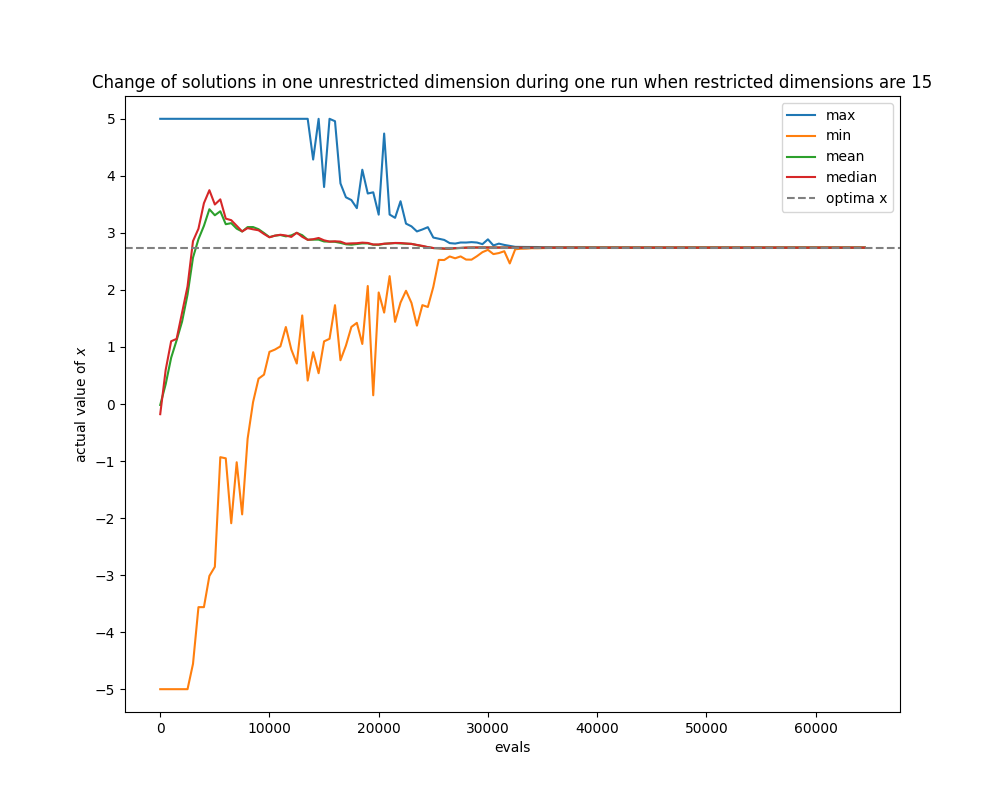 Change of solutions in one unrestricted dimension during one run when restricted dimensions are 15
max
min
mean
median
optima x
actual value of x
5
4
3
2
1
0
−1
−2
−3
−4
−5
0 10000 20000 30000 40000 50000 60000
evals